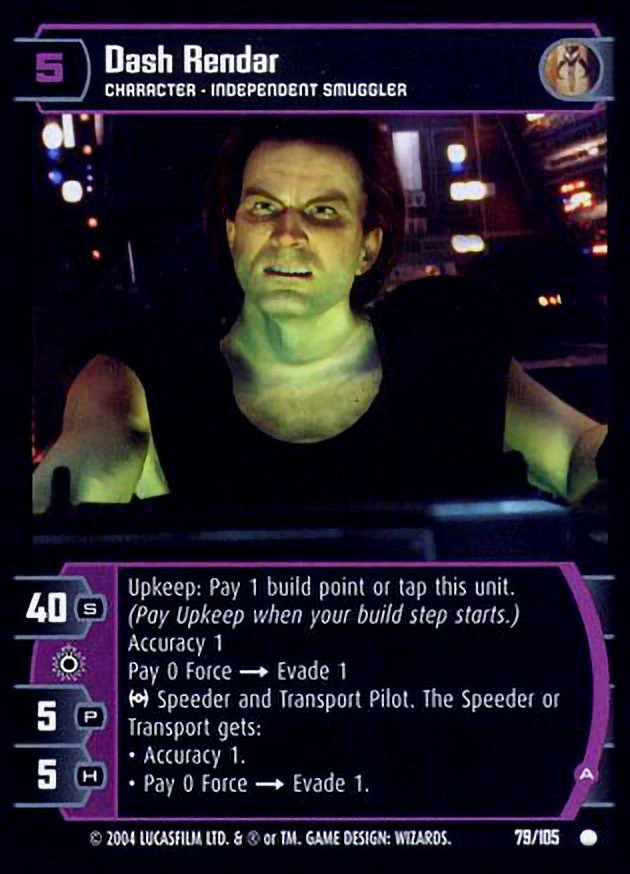 5
Dash Rendar
CHARACTER · INDEPENDENT SMUGGLER
40 S
5 P
5 H
Upkeep: Pay 1 build point or tap this unit.
(Pay Upkeep when your build step starts.)
Accuracy 1
Pay 0 Force → Evade 1
Speeder and Transport Pilot. The Speeder or
Transport gets:
• Accuracy 1.
• Pay 0 Force → Evade 1.
A
© 2004 LUCASFILM LTD. & ® or TM. GAME DESIGN: WIZARDS.
79/105